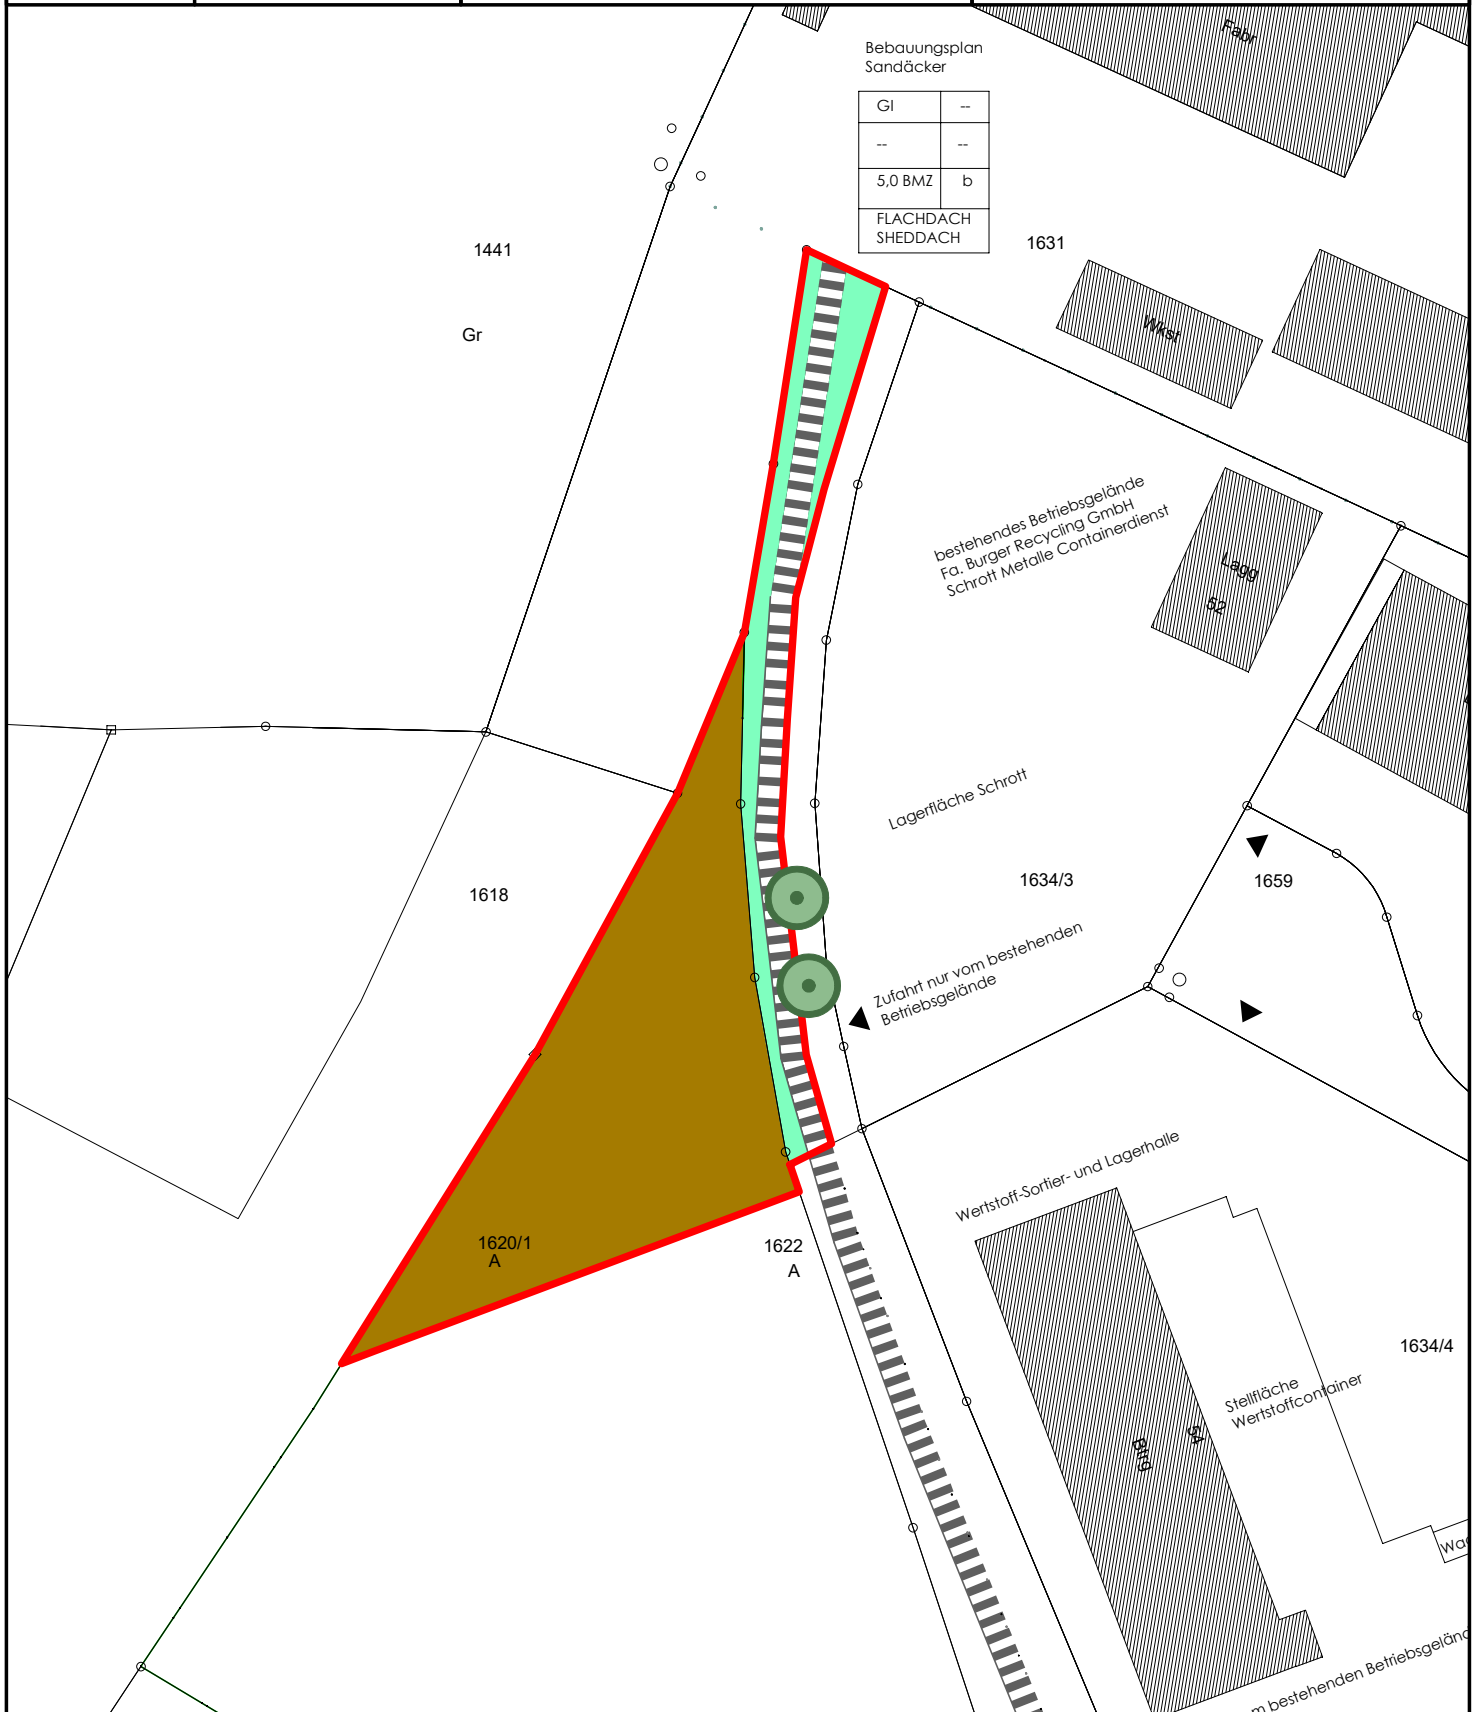 Fabr
Bebauungsplan
Sandäcker
GI --
-- --
5,0 BMZ b
FLACHDACH
SHEDDACH
1631
1441
Gr
Wkst
bestehendes Betriebsgelände
Fa. Burger Recycling GmbH
Schrott Metalle Containerdienst
Lagg
52
Lagerfläche Schrott
1618
1634/3
1659
Zufahrt nur vom bestehenden
Betriebsgelände
Wertstoff-Sortier- und Lagerhalle
1620/1
A
1622
A
1634/4
Stellfläche
Wertstoffcontainer
54
Btrg
bestehenden